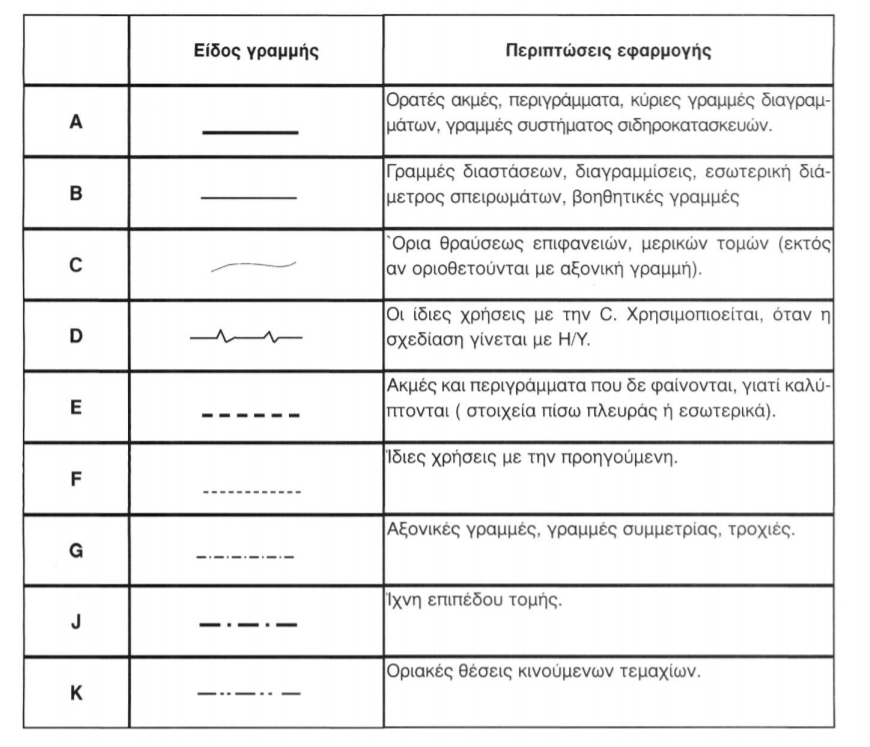 Είδος γραμμής
Περιπτώσεις εφαρμογής
A
Ορατές ακμές, περιγράμματα, κύριες γραμμές διαγραμ-
μάτων, γραμμές συστήματος σιδηροκατασκευών.
B
Γραμμές διαστάσεων, διαγραμμίσεις, εσωτερική διά-
μετρος σπειρωμάτων, βοηθητικές γραμμές
C
`Ορια θραύσεως επιφανειών, μερικών τομών (εκτός
αν οριοθετούνται με αξονική γραμμή).
D
Οι ίδιες χρήσεις με την C. Χρησιμοπιοείται, όταν η
σχεδίαση γίνεται με Η/Υ.
E
Ακμές και περιγράμματα που δε φαίνονται, γιατί καλύ-
πτονται ( στοιχεία πίσω πλευράς ή εσωτερικά).
F
Ίδιες χρήσεις με την προηγούμενη.
G
Αξονικές γραμμές, γραμμές συμμετρίας, τροχιές.
J
Ίχνη επιπέδου τομής.
K
Οριακές θέσεις κινούμενων τεμαχίων.